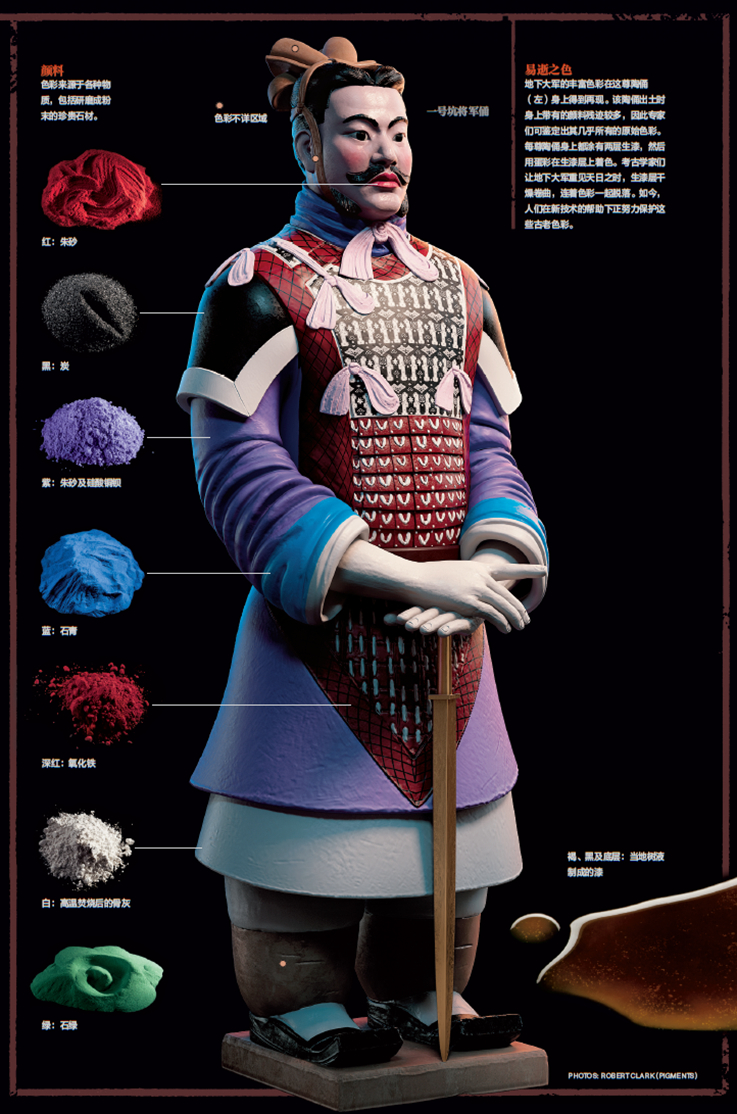 颜料
色彩来源于各种物
质，包括研磨成粉
末的珍贵石材。
色彩不详区域
一号坑将军俑
易逝之色
地下大军的丰富色彩在这尊陶俑
（左）身上得到再现。该陶俑出土时
身上带有的颜料残迹较多，因此专家
们可鉴定出其几乎所有的原始色彩。
每尊陶俑身上都涂有两层生漆，然后
用蛋彩在生漆层上着色。考古学家们
让地下大军重见天日之时，生漆层干
燥卷曲，连着色彩一起脱落。如今，
人们在新技术的帮助下正努力保护这
些古老色彩。
红：朱砂
黑：炭
紫：朱砂及硅酸铜钡
蓝：石青
深红：氧化铁
白：高温焚烧后的骨灰
绿：石绿
褐、黑及底层：当地树液
制成的漆
PHOTOS: ROBERT CLARK (PIGMENTS)